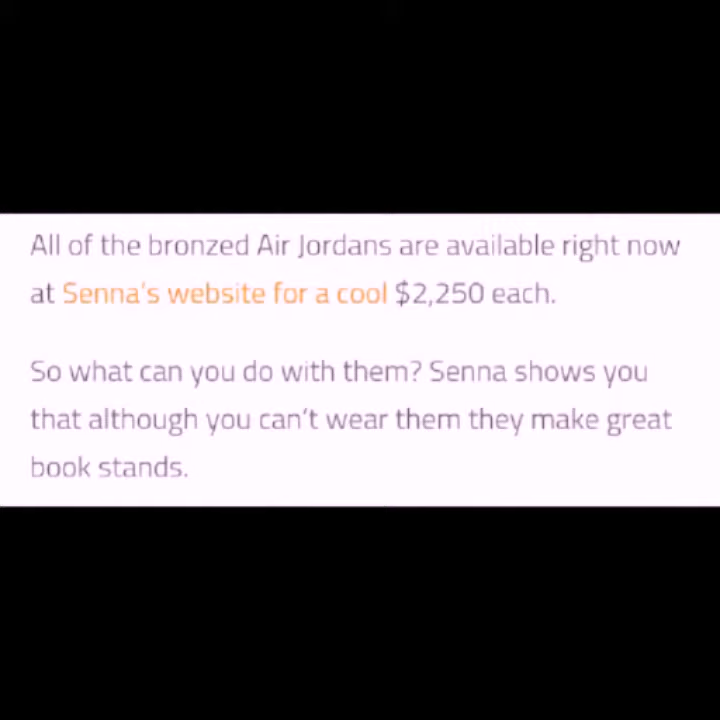 All of the bronzed Air Jordans are available right now
at Senna's website for a cool $2,250 each.
So what can you do with them? Senna shows you
that although you can't wear them they make great
book stands.